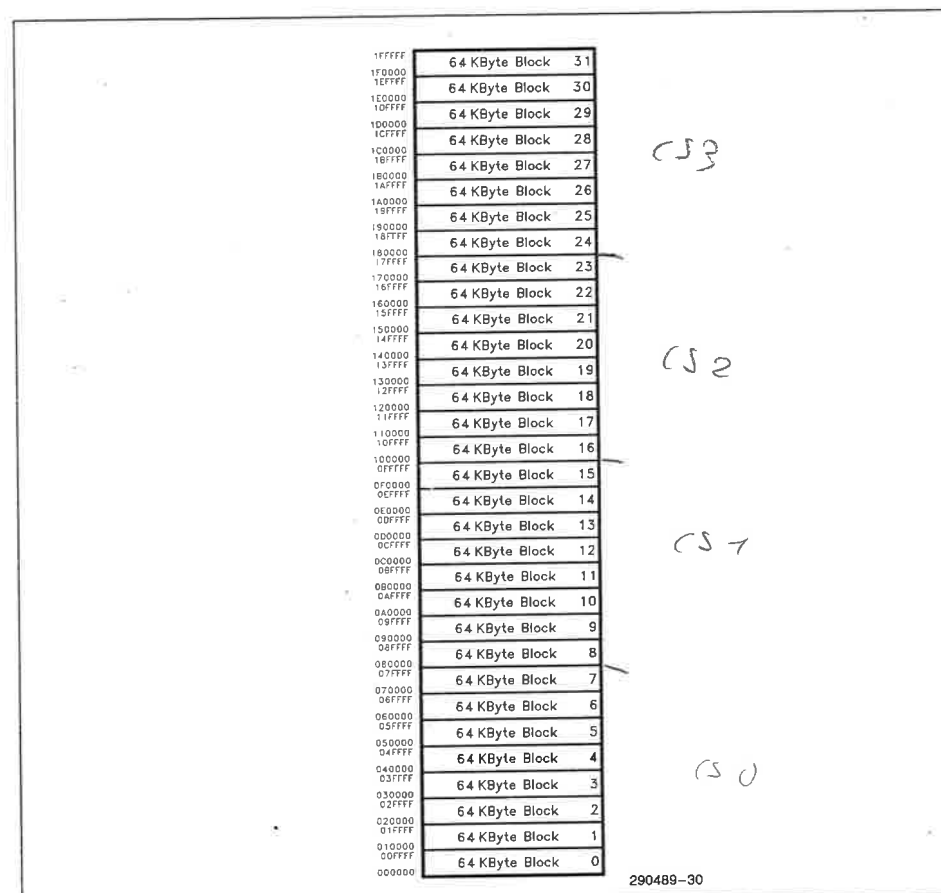 1FFFFF
64 KByte Block 31
1F0000
1EFFFF
64 KByte Block 30
1E0000
1DFFFF
64 KByte Block 29
1D0000
1CFFFF
64 KByte Block 28
1C0000
1BFFFF
64 KByte Block 27
1B0000
1AFFFF
64 KByte Block 26
1A0000
19FFFF
64 KByte Block 25
190000
18FFFF
64 KByte Block 24
180000
17FFFF
64 KByte Block 23
170000
16FFFF
64 KByte Block 22
160000
15FFFF
64 KByte Block 21
150000
14FFFF
64 KByte Block 20
140000
13FFFF
64 KByte Block 19
130000
12FFFF
64 KByte Block 18
120000
11FFFF
64 KByte Block 17
110000
10FFFF
64 KByte Block 16
100000
0FFFFF
64 KByte Block 15
0F0000
0EFFFF
64 KByte Block 14
0E0000
0DFFFF
64 KByte Block 13
0D0000
0CFFFF
64 KByte Block 12
0C0000
0BFFFF
64 KByte Block 11
0B0000
0AFFFF
64 KByte Block 10
0A0000
09FFFF
64 KByte Block 9
090000
08FFFF
64 KByte Block 8
080000
07FFFF
64 KByte Block 7
070000
06FFFF
64 KByte Block 6
060000
05FFFF
64 KByte Block 5
050000
04FFFF
64 KByte Block 4
040000
03FFFF
64 KByte Block 3
030000
02FFFF
64 KByte Block 2
020000
01FFFF
64 KByte Block 1
010000
00FFFF
64 KByte Block 0
000000
CS3
CS2
CS1
CS0
290489-30